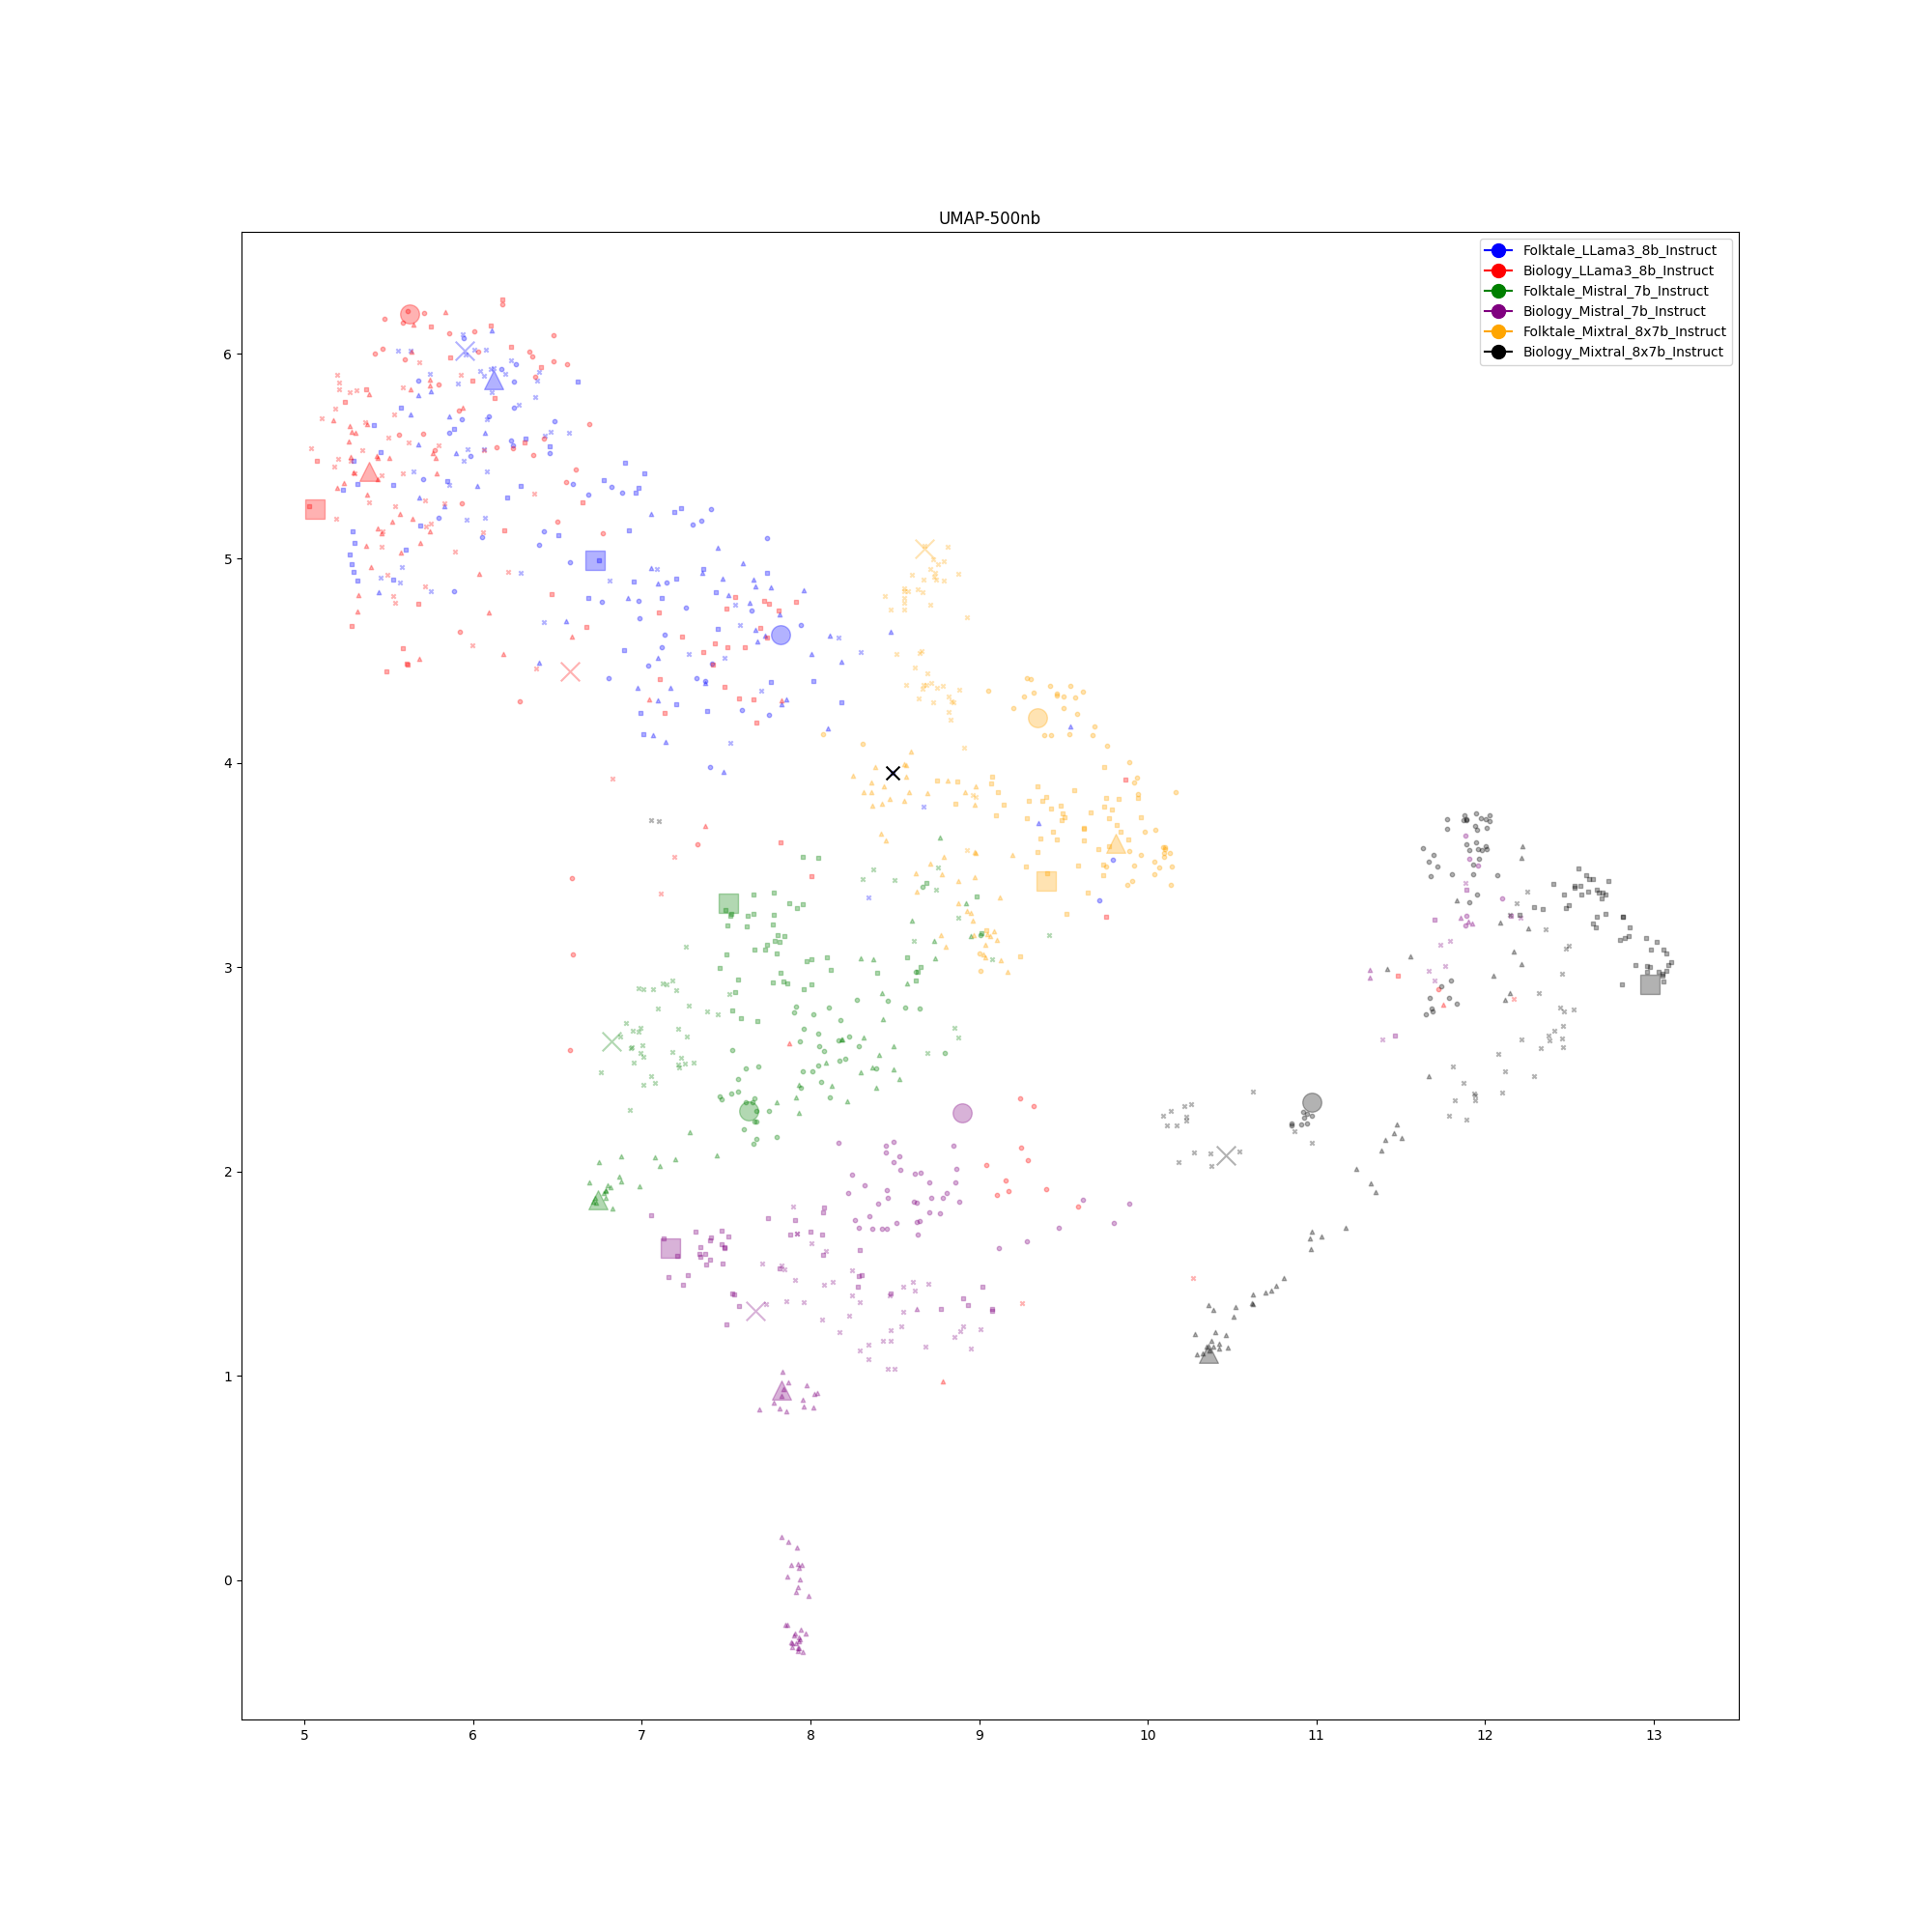 UMAP-500nb
Folktale_LLama3_8b_Instruct
Biology_LLama3_8b_Instruct
Folktale_Mistral_7b_Instruct
Biology_Mistral_7b_Instruct
Folktale_Mixtral_8x7b_Instruct
Biology_Mixtral_8x7b_Instruct
6
5
4
3
2
1
0
5 6 7 8 9 10 11 12 13